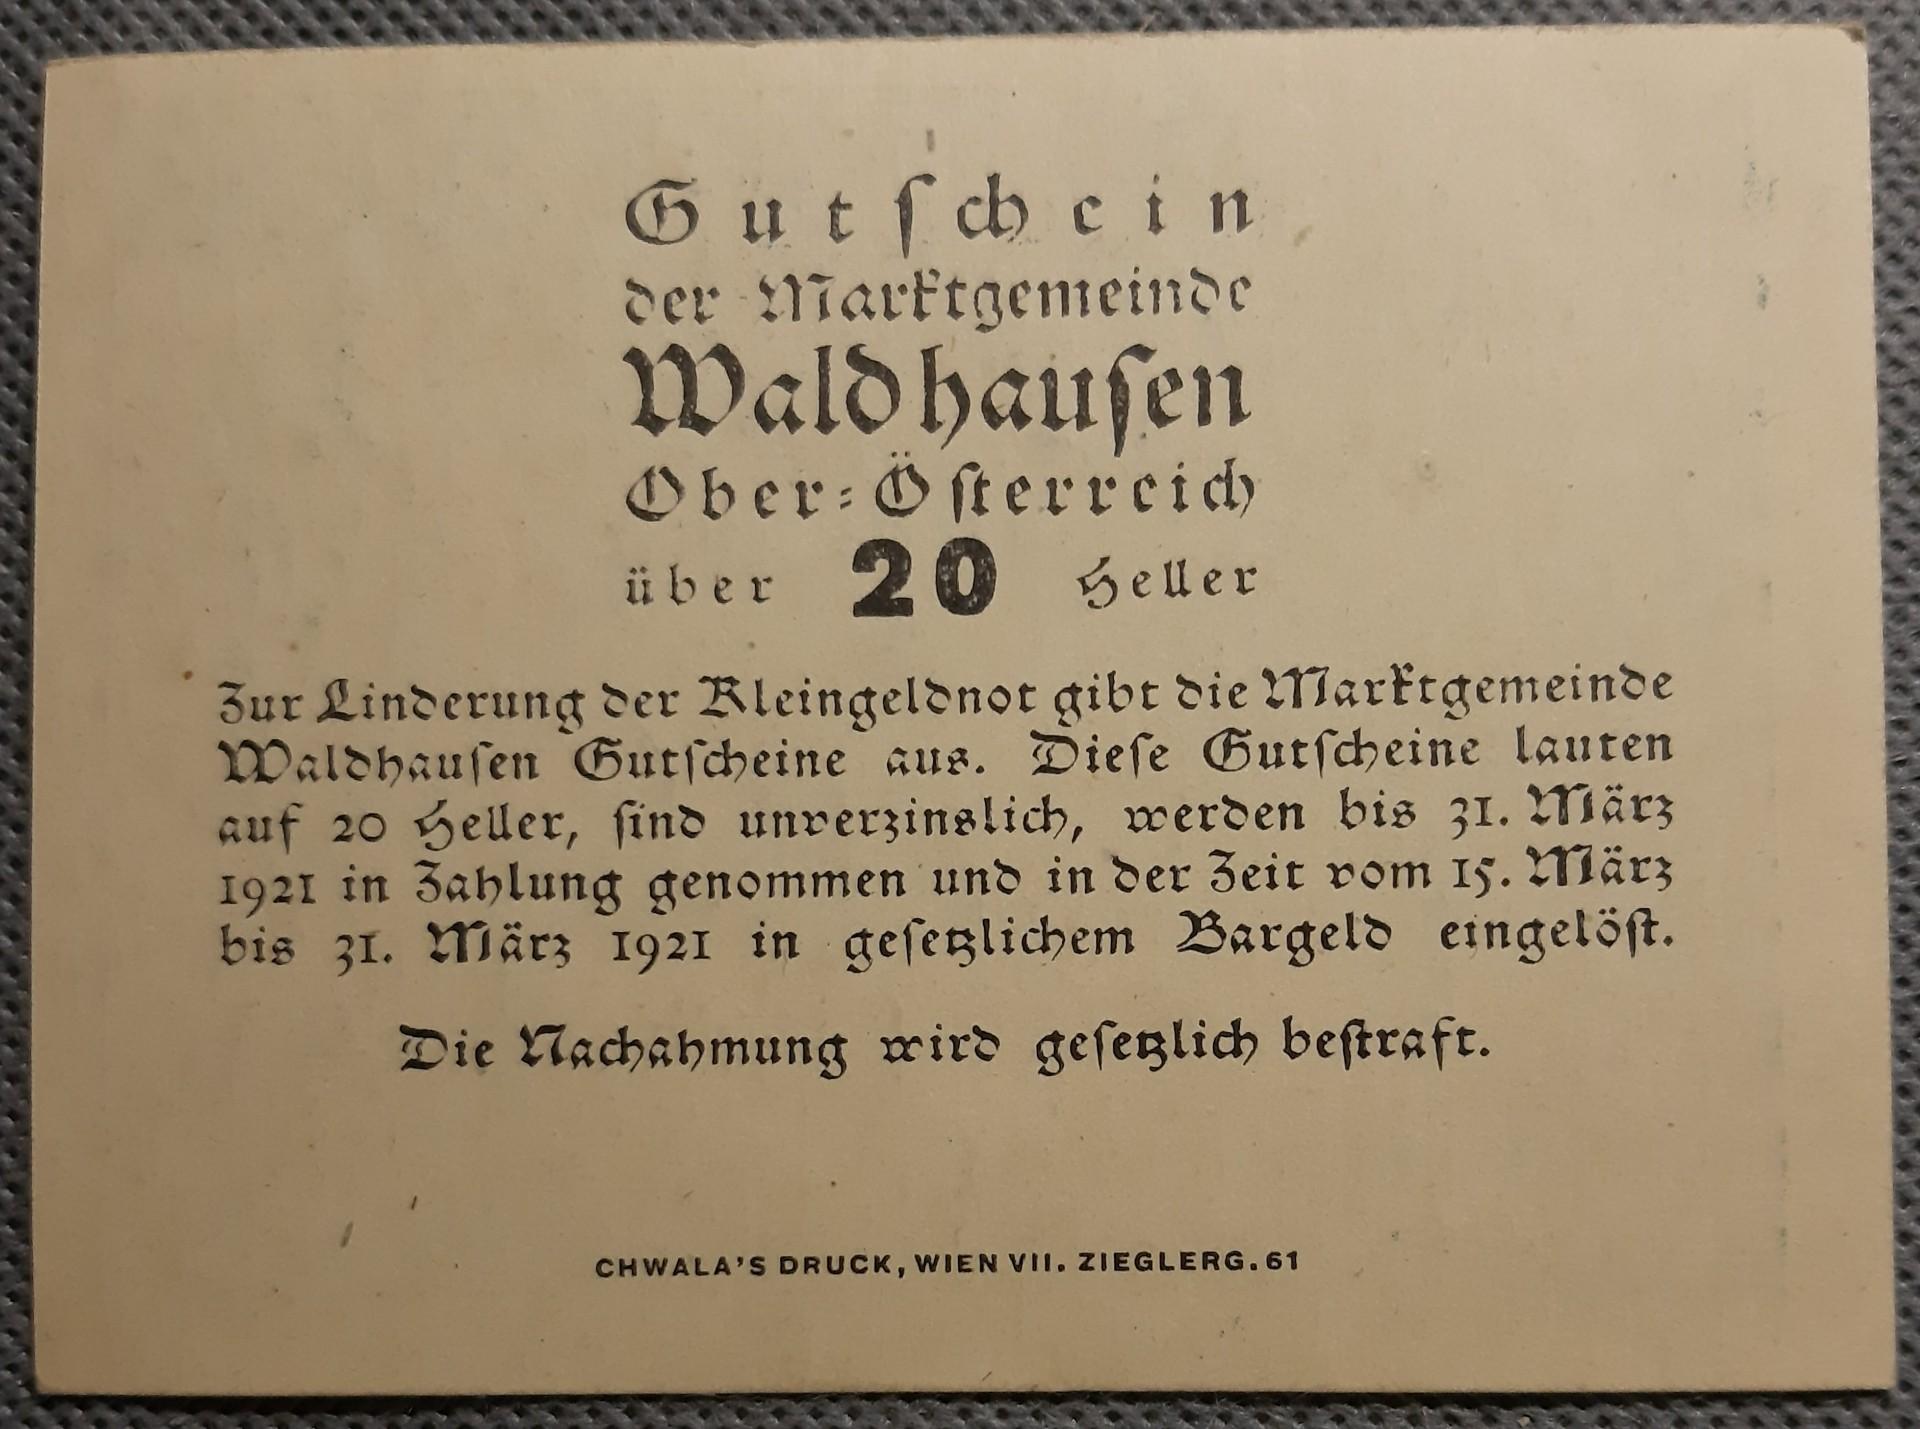 Gutſchein
der Marktgemeinde
Waldhauſen
Ober-Öſterreich
über 20 Heller
Zur Linderung der Kleingeldnot gibt die Marktgemeinde
Waldhauſen Gutſcheine aus. Dieſe Gutſcheine lauten
auf 20 Heller, ſind unverzinslich, werden bis 31. März
1921 in Zahlung genommen und in der Zeit vom 15. März
bis 31. März 1921 in geſetzlichem Bargeld eingelöſt.
Die Nachahmung wird geſetzlich beſtraft.
CHWALA'S DRUCK, WIEN VII. ZIEGLERG. 61